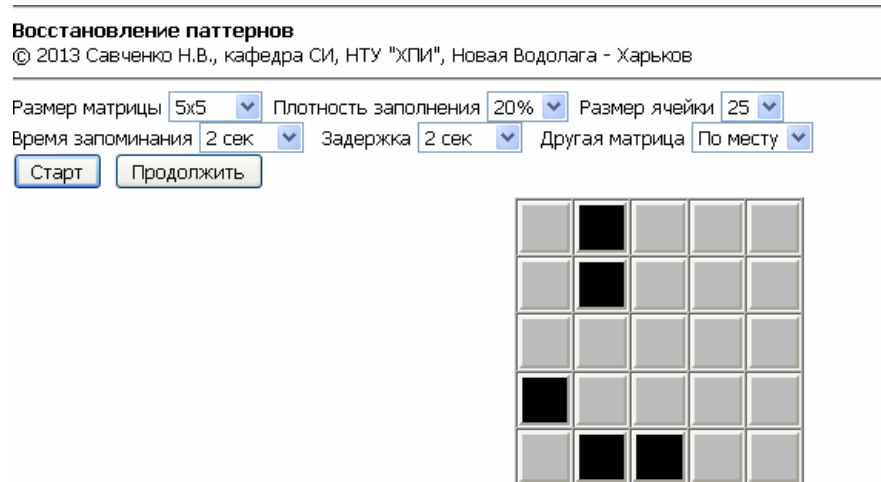 Восстановление паттернов
© 2013 Савченко Н.В., кафедра СИ, НТУ "ХПИ", Новая Водолага - Харьков
Размер матрицы 5x5 Плотность заполнения 20% Размер ячейки 25
Время запоминания 2 сек Задержка 2 сек Другая матрица По месту
Старт Продолжить